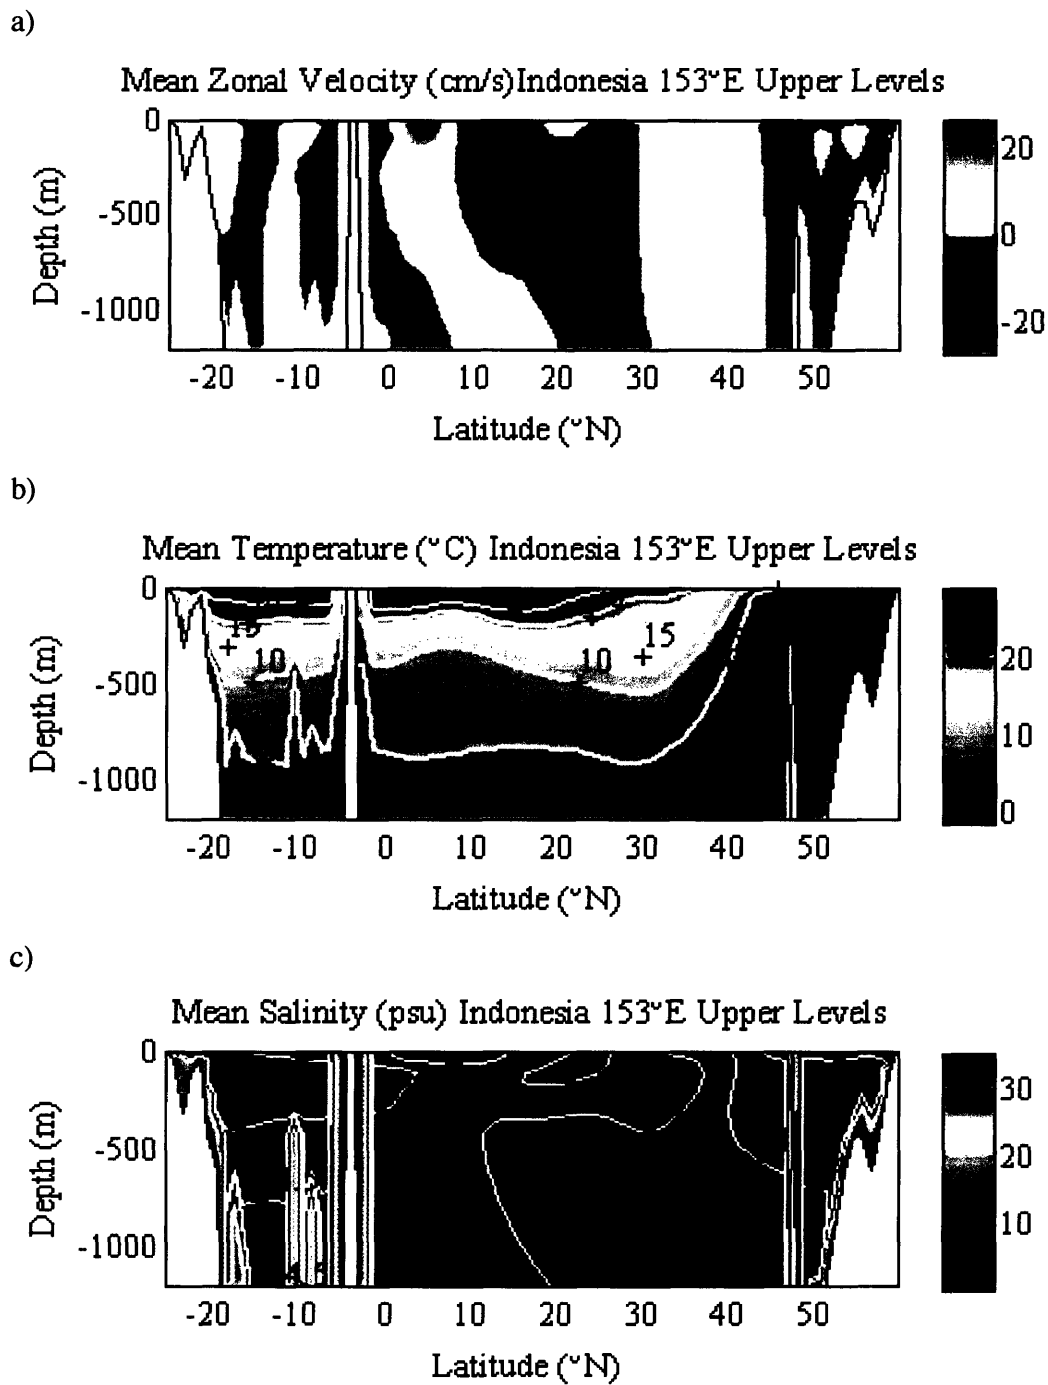 a)
Mean Zonal Velocity (cm/s)Indonesia 153°E Upper Levels
Depth (m)
0
-500
-1000
-20 -10 0 10 20 30 40 50
Latitude (°N)
20
0
-20
b)
Mean Temperature (°C) Indonesia 153°E Upper Levels
Depth (m)
0
-500
-1000
15
10
10
15
-20 -10 0 10 20 30 40 50
Latitude (°N)
20
10
0
c)
Mean Salinity (psu) Indonesia 153°E Upper Levels
Depth (m)
0
-500
-1000
-20 -10 0 10 20 30 40 50
Latitude (°N)
30
20
10